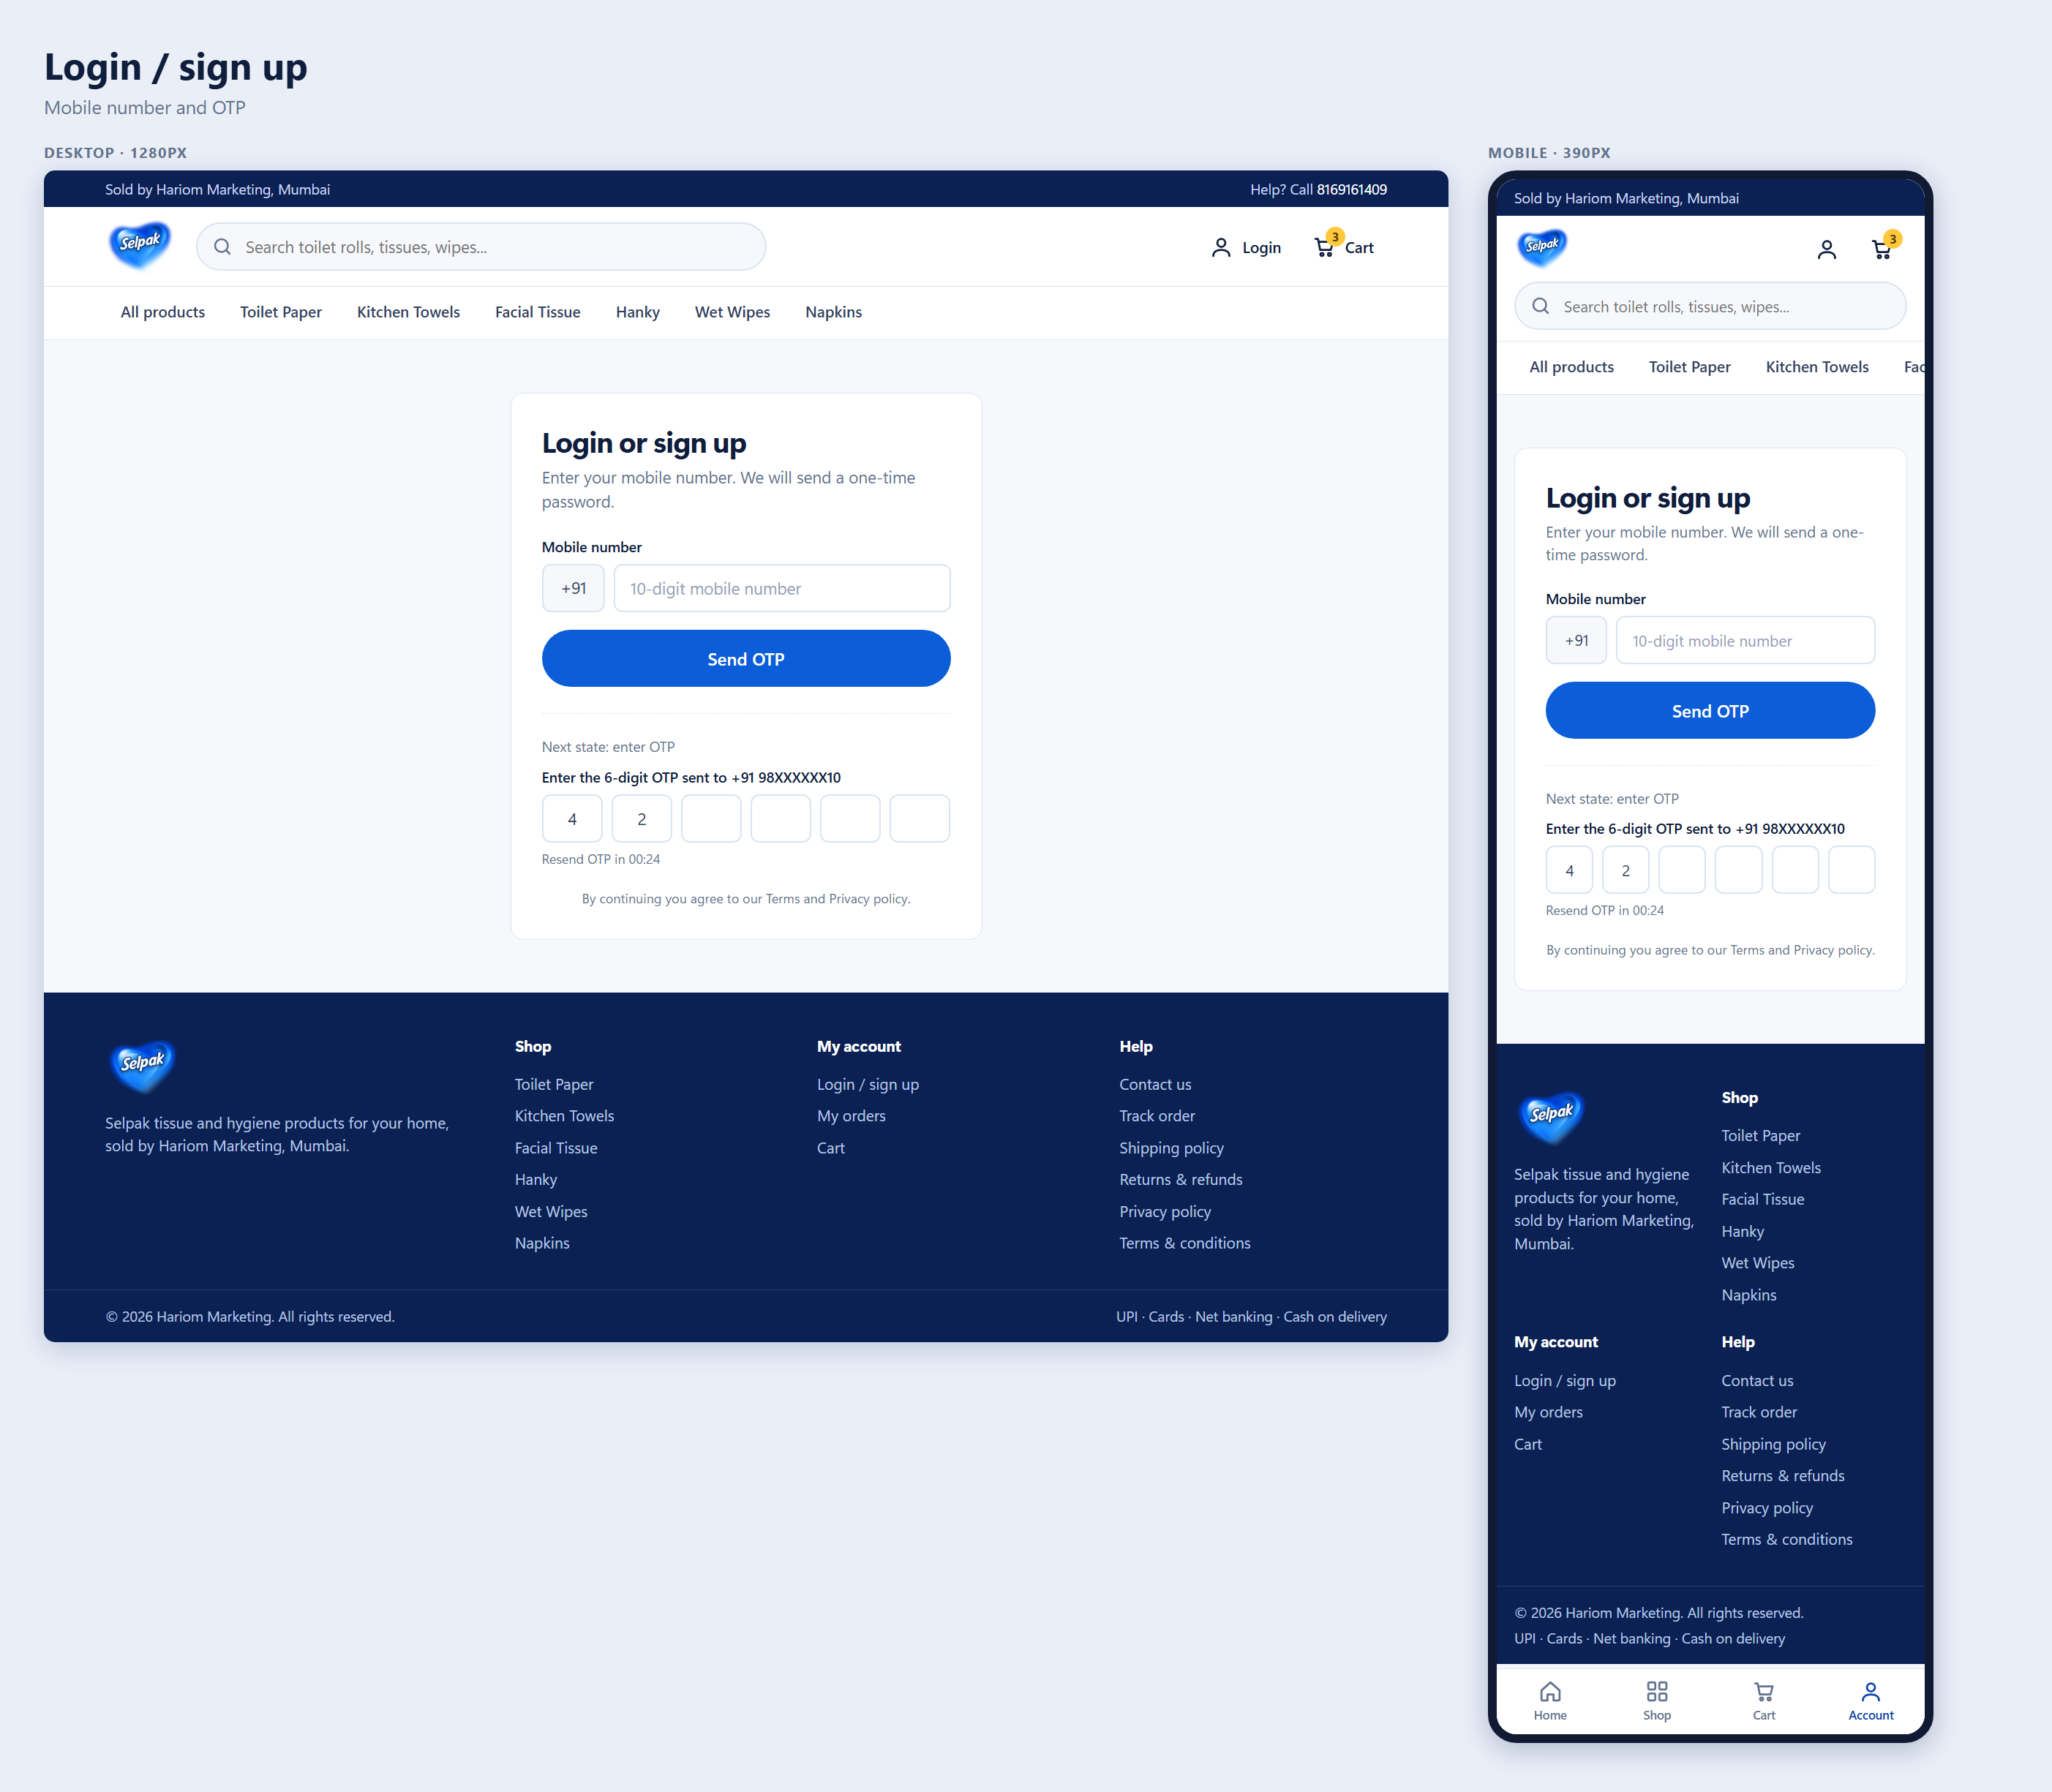 Login / sign up
Mobile number and OTP
DESKTOP · 1280PX
Sold by Hariom Marketing, Mumbai
Help? Call 8169161409
Selpak
Search toilet rolls, tissues, wipes...
Login
3
Cart
All products
Toilet Paper
Kitchen Towels
Facial Tissue
Hanky
Wet Wipes
Napkins
Login or sign up
Enter your mobile number. We will send a one-time
password.
Mobile number
+91
10-digit mobile number
Send OTP
Next state: enter OTP
Enter the 6-digit OTP sent to +91 98XXXXXX10
4
2
Resend OTP in 00:24
By continuing you agree to our Terms and Privacy policy.
Selpak
Selpak tissue and hygiene products for your home,
sold by Hariom Marketing, Mumbai.
Shop
Toilet Paper
Kitchen Towels
Facial Tissue
Hanky
Wet Wipes
Napkins
My account
Login / sign up
My orders
Cart
Help
Contact us
Track order
Shipping policy
Returns & refunds
Privacy policy
Terms & conditions
© 2026 Hariom Marketing. All rights reserved.
UPI · Cards · Net banking · Cash on delivery
MOBILE · 390PX
Sold by Hariom Marketing, Mumbai
Selpak
3
Search toilet rolls, tissues, wipes...
All products
Toilet Paper
Kitchen Towels
Fac
Login or sign up
Enter your mobile number. We will send a one-
time password.
Mobile number
+91
10-digit mobile number
Send OTP
Next state: enter OTP
Enter the 6-digit OTP sent to +91 98XXXXXX10
4
2
Resend OTP in 00:24
By continuing you agree to our Terms and Privacy policy.
Selpak
Selpak tissue and hygiene
products for your home,
sold by Hariom Marketing,
Mumbai.
Shop
Toilet Paper
Kitchen Towels
Facial Tissue
Hanky
Wet Wipes
Napkins
My account
Login / sign up
My orders
Cart
Help
Contact us
Track order
Shipping policy
Returns & refunds
Privacy policy
Terms & conditions
© 2026 Hariom Marketing. All rights reserved.
UPI · Cards · Net banking · Cash on delivery
Home
Shop
Cart
Account